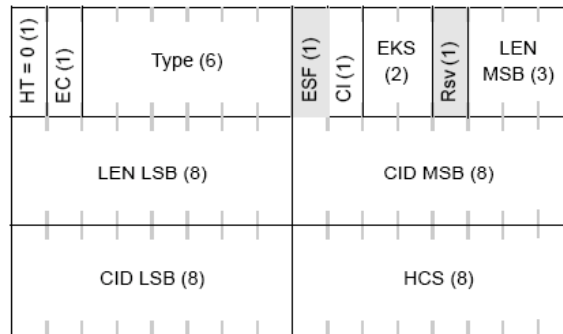 HT = 0 (1)
EC (1)
Type (6)
ESF (1)
CI (1)
EKS
(2)
Rsv (1)
LEN
MSB (3)
LEN LSB (8)
CID MSB (8)
CID LSB (8)
HCS (8)